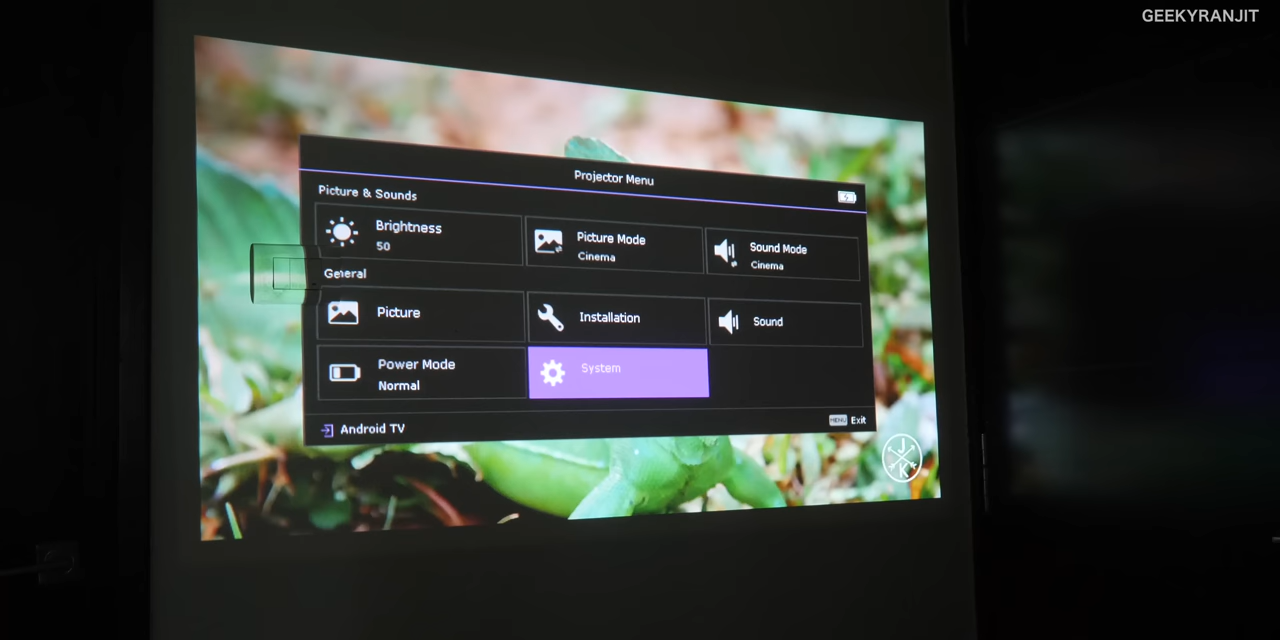 GEEKYRANJIT
Projector Menu
Picture & Sounds
Brightness
50
Picture Mode
Cinema
Sound Mode
Cinema
General
Picture
Installation
Sound
Power Mode
Normal
System
Android TV
MENU Exit
J
K